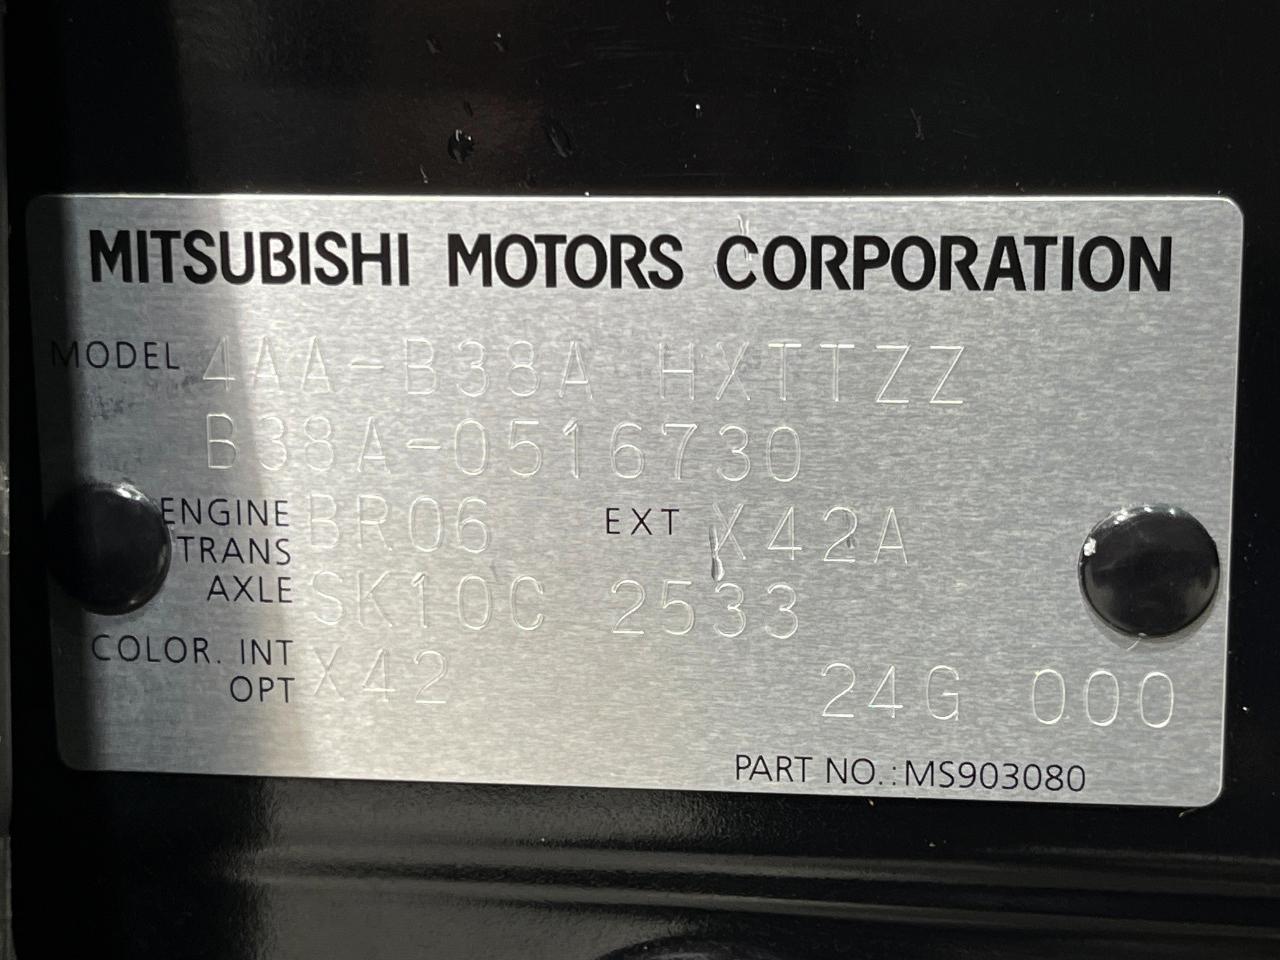 MITSUBISHI MOTORS CORPORATION
MODEL 4AA-B38A HXTTZZ
B38A-0516730
ENGINE BR06 EXT X42A
TRANS
AXLE SK10C 2533
COLOR. INT X42
OPT 24G 000
PART NO.:MS903080